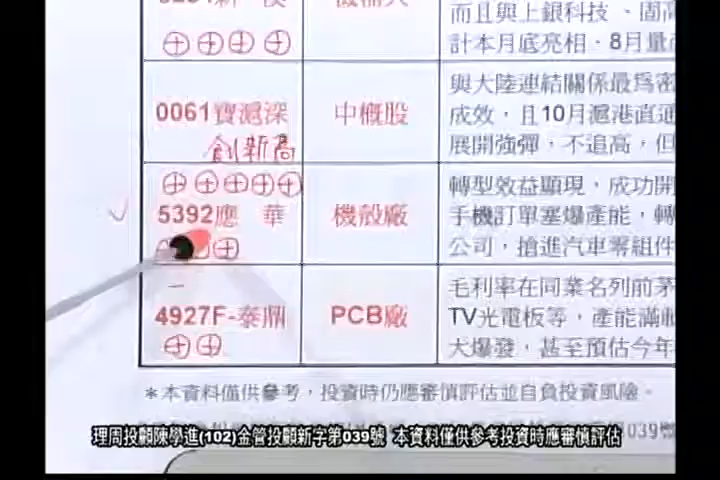 而且與上銀科技、固高
計本月底亮相。8月量
0061寶滬深
創新高
中概股
與大陸連結關係最為密
成效，且10月滬港直通
展開強彈，不追高，但
5392應 華
機殼廠
轉型效益顯現，成功開
手機訂單塞爆產能，轉
公司，搶進汽車零組件
4927F-泰鼎
PCB廠
毛利率在同業名列前茅
TV光電板等，產能滿載
大爆發，甚至預估今年
*本資料僅供參考，投資時仍應審慎評估並自負投資風險。
039
理周投顧陳學進(102)金管投顧新字第039號 本資料僅供參考投資時應審慎評估